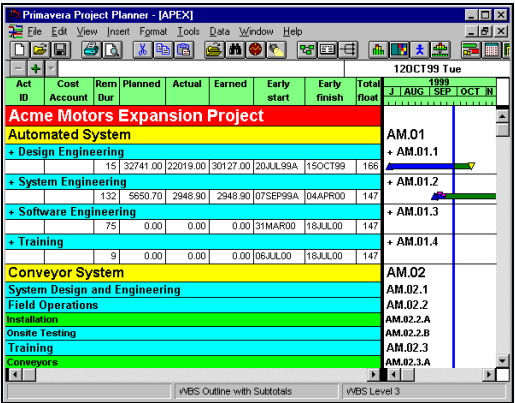 Primavera Project Planner - [APEX]
File Edit View Insert Format Tools Data Window Help
12OCT99 Tue
Act ID Cost Account Rem Dur Planned Actual Earned Early start Early finish Total float
1999
J AUG SEP OCT N
Acme Motors Expansion Project
Automated System AM.01
+ Design Engineering + AM.01.1
15 32741.00 22019.00 30127.00 20JUL99A 15OCT99 166
+ System Engineering + AM.01.2
132 5650.70 2948.90 2948.90 07SEP99A 04APR00 147
+ Software Engineering + AM.01.3
75 0.00 0.00 0.00 31MAR00 18JUL00 147
+ Training + AM.01.4
9 0.00 0.00 0.00 06JUL00 18JUL00 147
Conveyor System AM.02
System Design and Engineering AM.02.1
Field Operations AM.02.2
Installation AM.02.2.A
Onsite Testing AM.02.2.B
Training AM.02.3
Conveyors AM.02.3.A
WBS Outline with Subtotals WBS Level 3